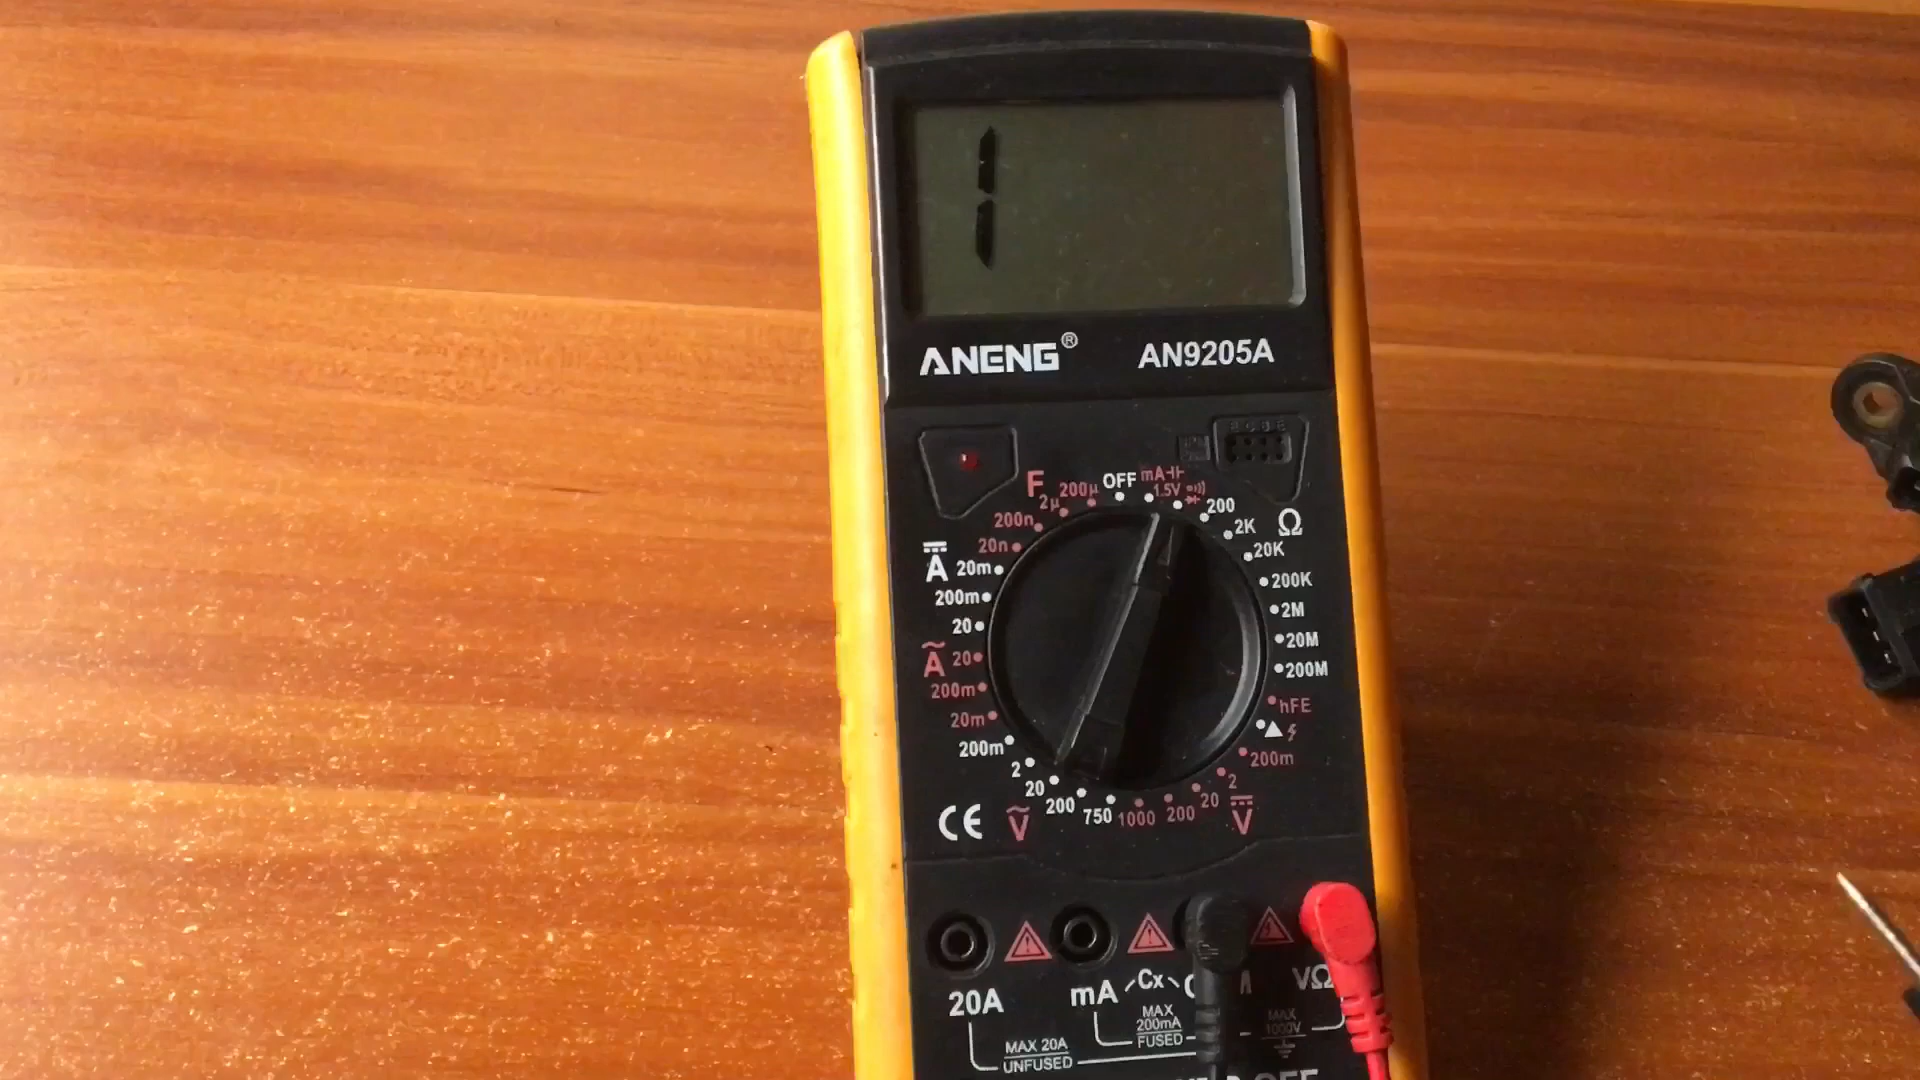 1
ANENG® AN9205A
OFF
mA
1.5V
200
2K
20K
Ω
200K
2M
20M
200M
hFE
200m
2
20
V
200
1000
750
200
20
2
V
200m
20m
200m
20
A
20
200m
20m
A
20n
200n
2µ
200µ
F
CE
20A
mA
Cx
VΩ
MAX
200mA
FUSED
MAX
1000V
MAX 20A
UNFUSED
OFF